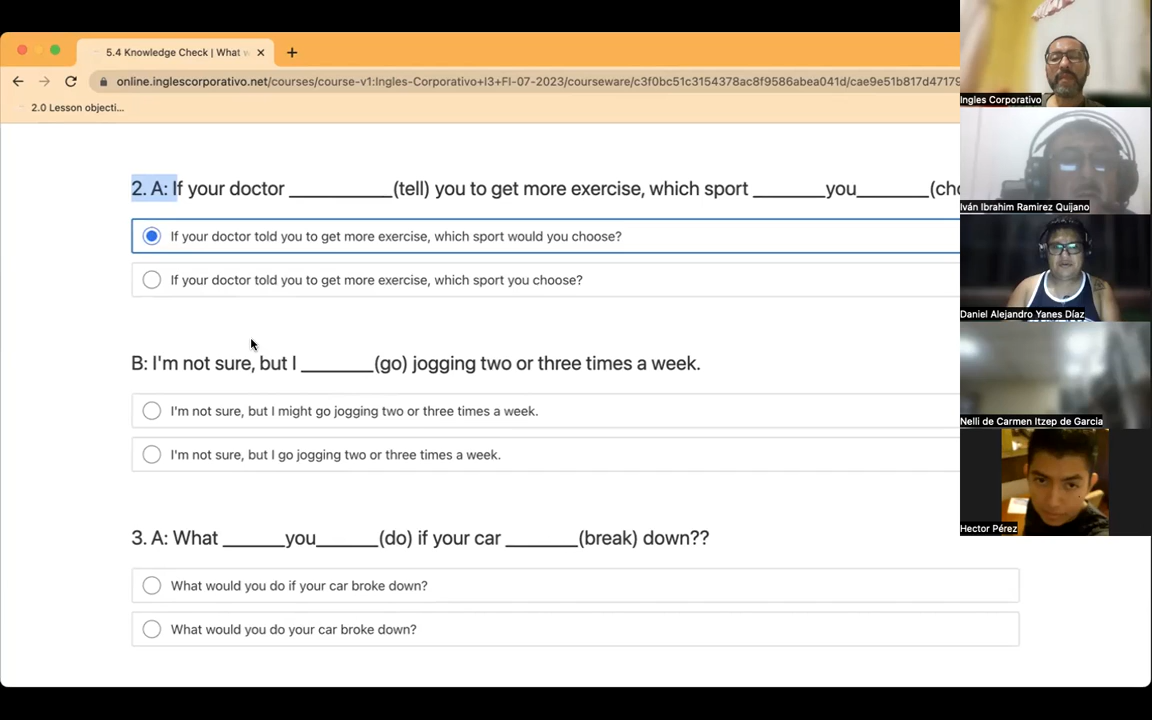 5.4 Knowledge Check | What w
online.inglescorporativo.net/courses/course-v1:Ingles-Corporativo+I3+FI-07-2023/courseware/c3f0bc51c3154378ac8f9586abea041d/cae9e51b817d47179
2.0 Lesson objecti...
2. A: If your doctor __________(tell) you to get more exercise, which sport _______you_______(cho
If your doctor told you to get more exercise, which sport would you choose?
If your doctor told you to get more exercise, which sport you choose?
B: I'm not sure, but I _______(go) jogging two or three times a week.
I'm not sure, but I might go jogging two or three times a week.
I'm not sure, but I go jogging two or three times a week.
3. A: What ______you______(do) if your car _______(break) down??
What would you do if your car broke down?
What would you do your car broke down?
Ingles Corporativo
Iván Ibrahim Ramirez Quijano
Daniel Alejandro Yanes Díaz
Nelli de Carmen Itzep de Garcia
Hector Pérez